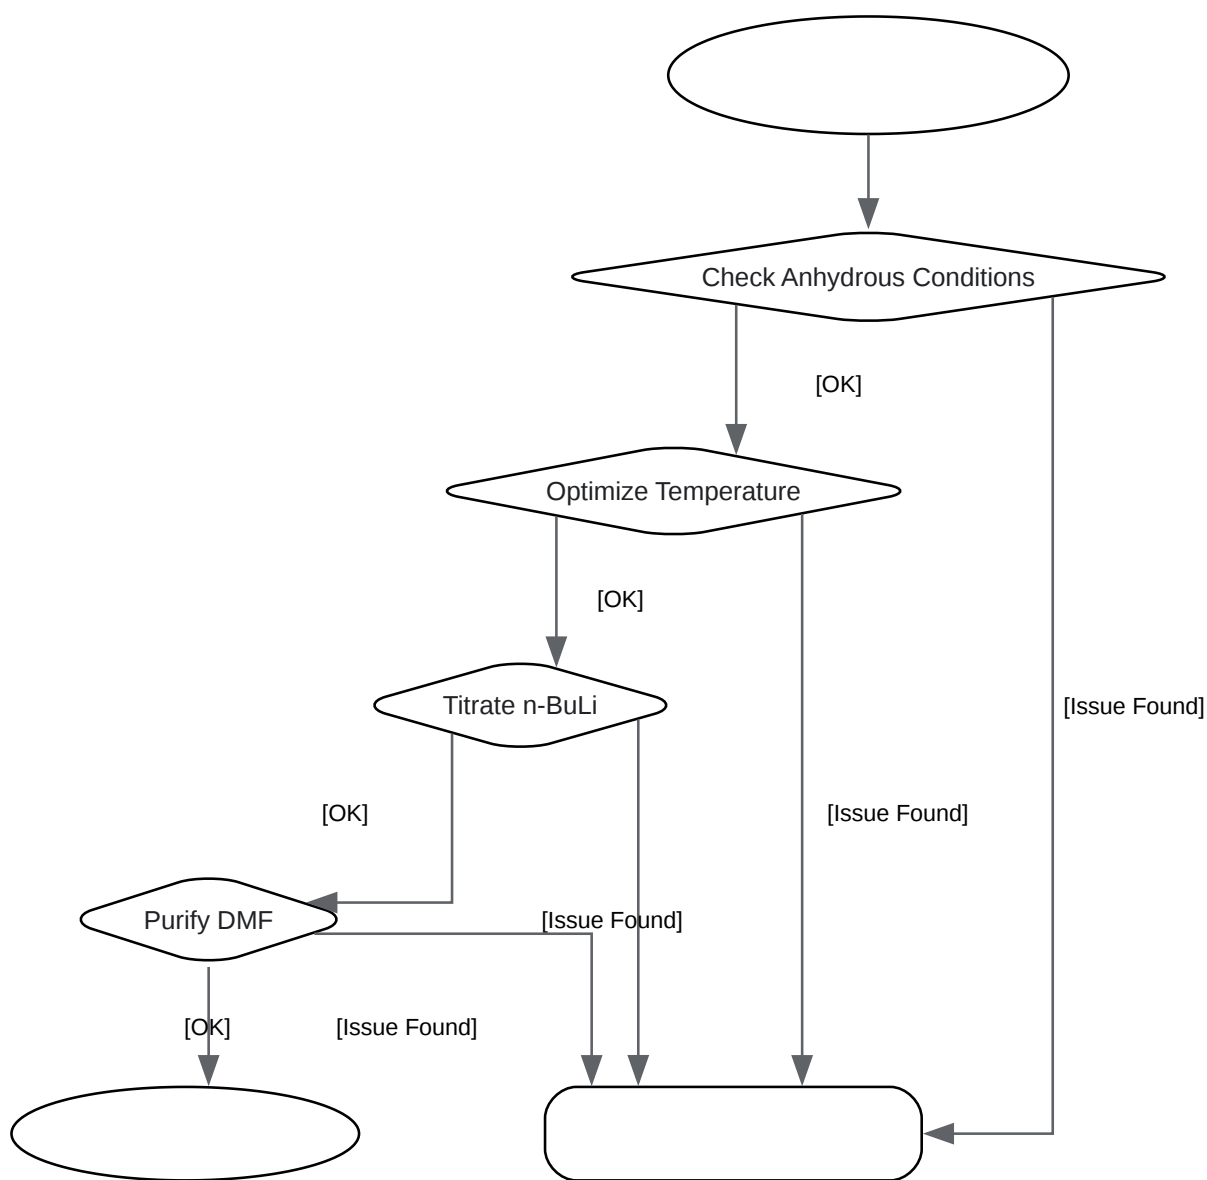 Check Anhydrous Conditions
[OK]
Optimize Temperature
[OK]
Titrate n-BuLi
[Issue Found]
[OK]
[Issue Found]
Purify DMF
[Issue Found]
[OK]
[Issue Found]